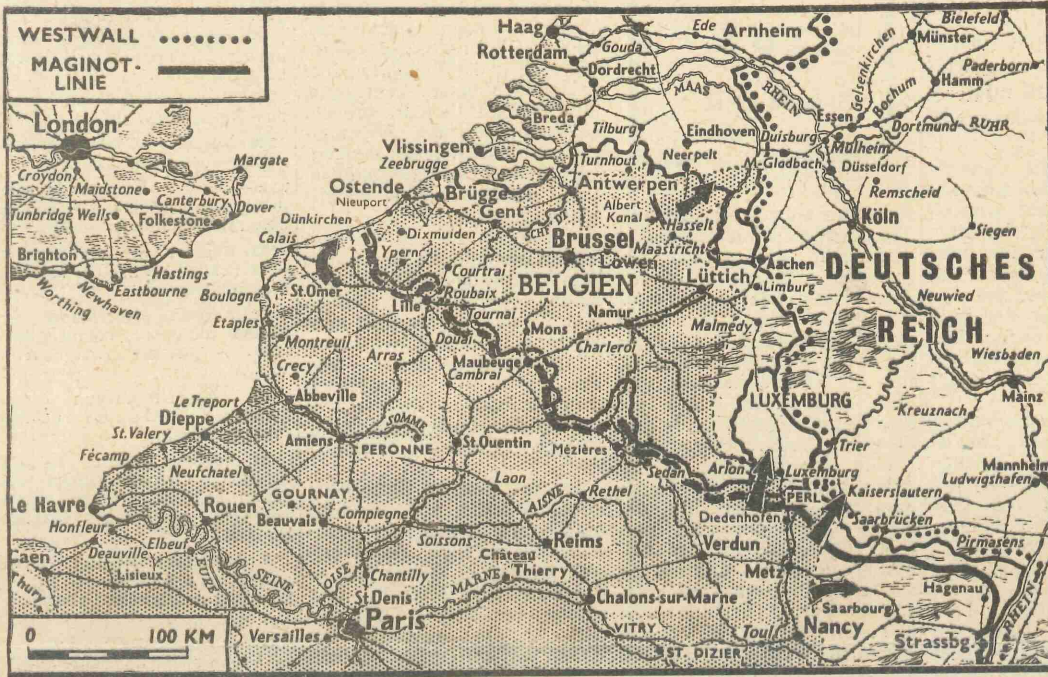 WESTWALL
MAGINOT-
LINIE
Haag
Rotterdam
Gouda
Dordrecht
Ede
Arnheim
Bielefeld
Münster
Gelsenkirchen
Paderborn
Hamm
Bochum
MAAS
RHEIN
Essen
Dortmund
RUHR
London
Breda
Tilburg
Eindhoven
Duisburg
Mülheim
Vlissingen
Zeebrugge
Turnhout
Neerpelt
M-Gladbach
Düsseldorf
Margate
Croydon
Maidstone
Canterbury
Dover
Ostende
Nieuport
Brügge
Gent
Antwerpen
Albert
Kanal
Hasselt
Remscheid
Köln
Siegen
Tunbridge Wells
Folkestone
Dünkirchen
Dixmuiden
SCHELDE
Maastricht
Brüssel
Löwen
Lüttich
Aachen
DEUTSCHES
REICH
Calais
Ypern
Courtrai
Roubaix
BELGIEN
Limburg
Neuwied
Brighton
Worthing
Newhaven
Eastbourne
Hastings
Boulogne
St.Omer
Lille
Tournai
Namur
Malmédy
Etaples
Montreuil
Douai
Mons
Charleroi
Arras
Maubeuge
Cambrai
Wiesbaden
Mainz
Crecy
Abbeville
LUXEMBURG
Kreuznach
Le Treport
Dieppe
St.Valery
Fécamp
Amiens
SOMME
PERONNE
St.Quentin
Mézières
Sedan
Arlon
Luxemburg
Trier
Mannheim
Ludwigshafen
Neufchatel
Laon
AISNE
Rethel
PERL
Kaiserslautern
Le Havre
Honfleur
Rouen
GOURNAY
Beauvais
Compiegne
Soissons
Reims
Diedenhofen
Saarbrücken
Pirmasens
Caen
Deauville
Elbeuf
Lisieux
SEINE
OISE
Château
Thierry
Chantilly
MARNE
Verdun
Metz
Hagenau
St.Denis
Paris
Versailles
Chalons-sur-Marne
VITRY
ST. DIZIER
Toul
Nancy
Saarbourg
Strassbg.
RHEIN
0 100 KM